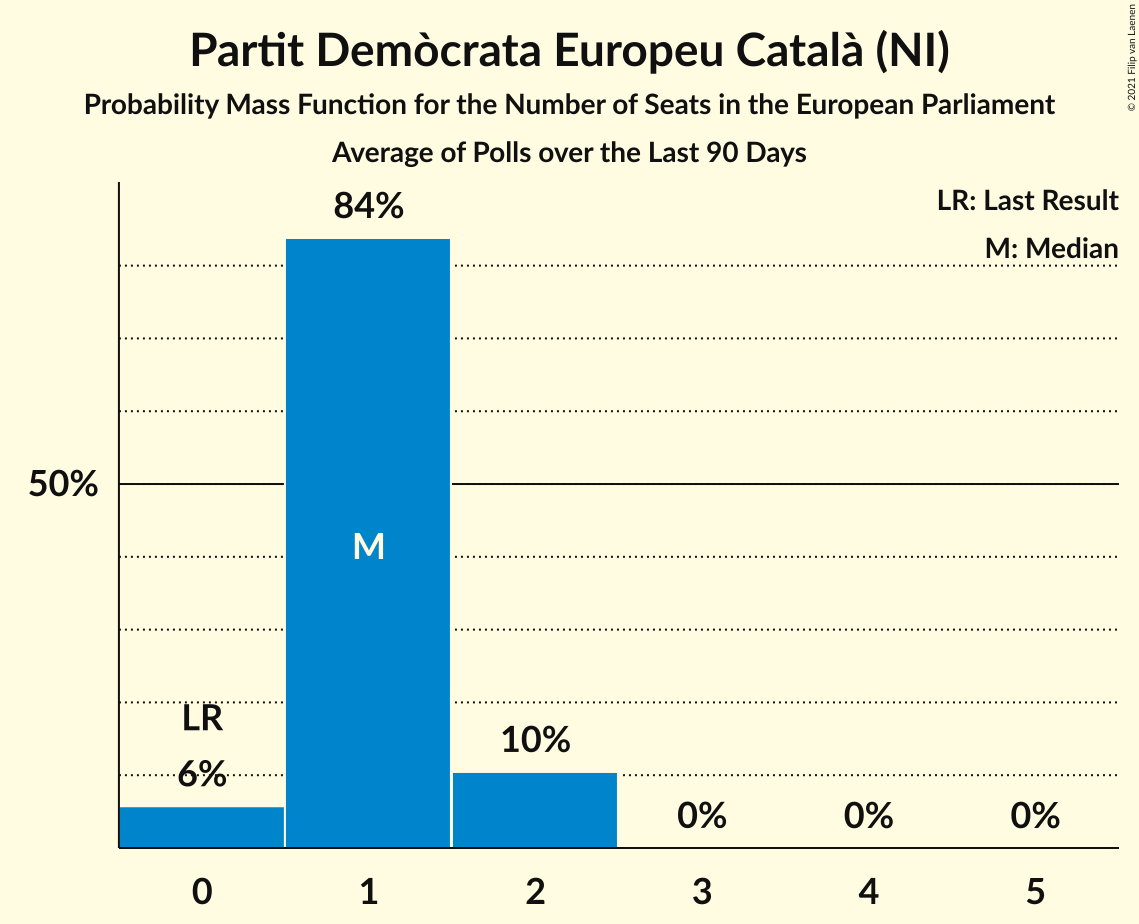 Partit Demòcrata Europeu Català (NI)
Probability Mass Function for the Number of Seats in the European Parliament
Average of Polls over the Last 90 Days
© 2021 Filip van Laenen
LR: Last Result
M: Median
84%
50%
M
LR
6%
10%
0%
0%
0%
0 1 2 3 4 5